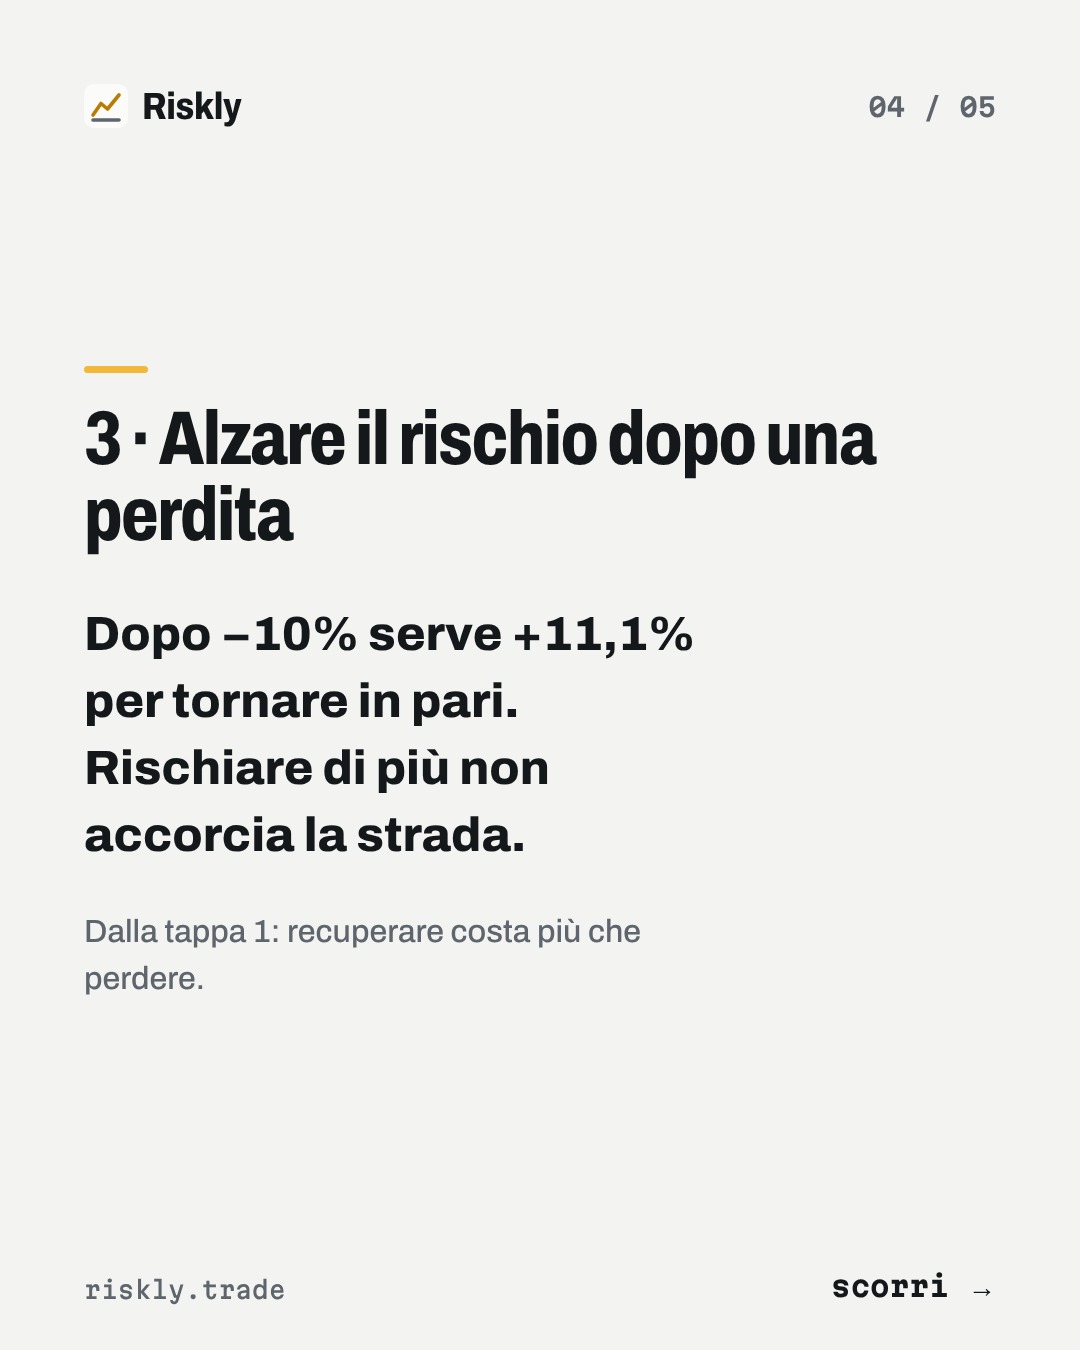 Riskly
04 / 05
3 · Alzare il rischio dopo una
perdita
Dopo –10% serve +11,1%
per tornare in pari.
Rischiare di più non
accorcia la strada.
Dalla tappa 1: recuperare costa più che
perdere.
riskly.trade
scorri →